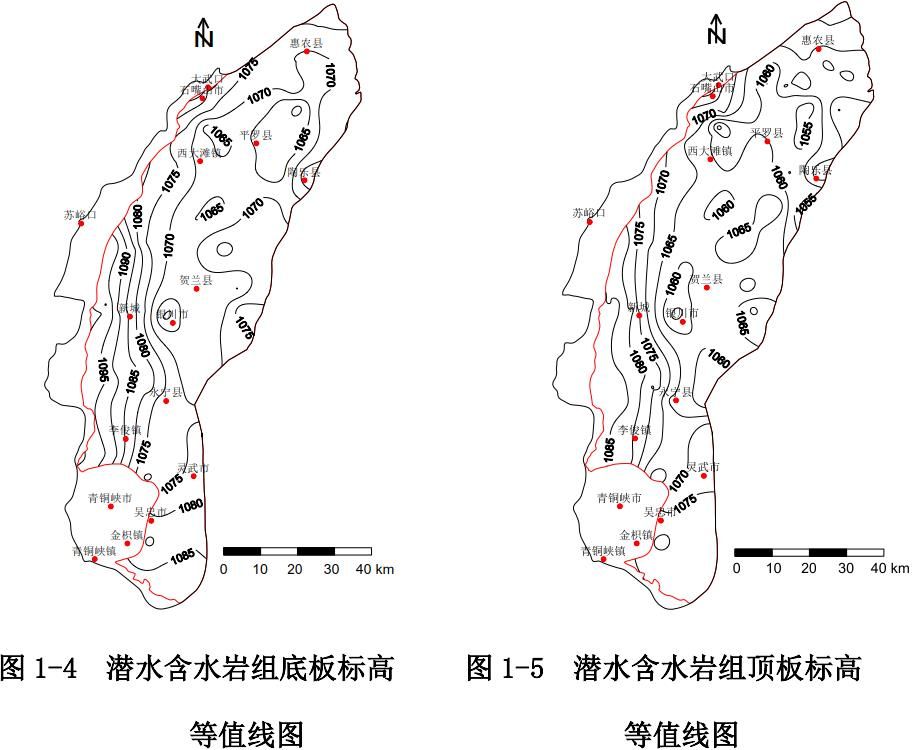 N
惠农县
大武口
石嘴山市
1075
1070
1070
1065
1065
平罗县
西大滩镇
陶乐县
1075
1080
1065
1070
苏峪口
1070
1090
贺兰县
新城
银川市
1075
1080
1085
1085
永宁县
李俊镇
1075
灵武市
1075
青铜峡市
1080
吴忠市
金积镇
青铜峡镇
1085
0 10 20 30 40 km
N
惠农县
1060
大武口
石嘴山市
1070
1055
平罗县
西大滩镇
陶乐县
1070
1060
1055
1060
苏峪口
1075
1065
1065
1060
贺兰县
新城
银川市
1065
1075
1080
1080
永宁县
李俊镇
1085
灵武市
1070
青铜峡市
1075
吴忠市
金积镇
青铜峡镇
0 10 20 30 40 km
图 1-4 潜水含水岩组底板标高
等值线图
图 1-5 潜水含水岩组顶板标高
等值线图